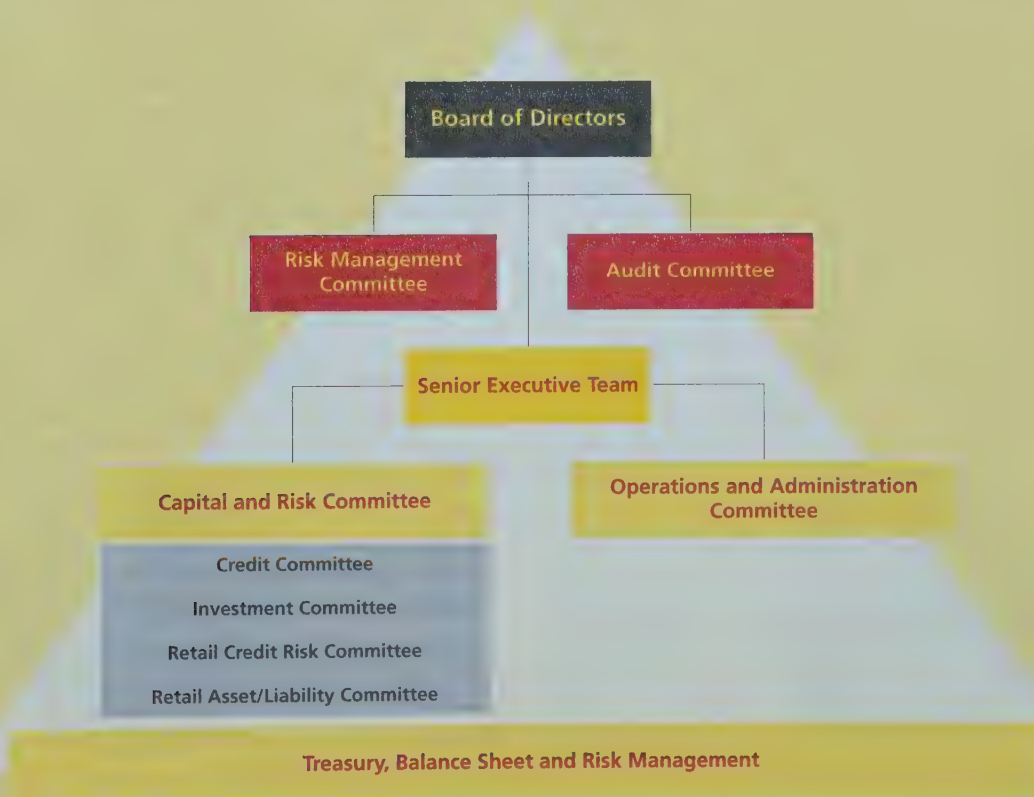 Board of Directors
Risk Management
Committee
Audit Committee
Senior Executive Team
Capital and Risk Committee
Operations and Administration
Committee
Credit Committee
Investment Committee
Retail Credit Risk Committee
Retail Asset/Liability Committee
Treasury, Balance Sheet and Risk Management